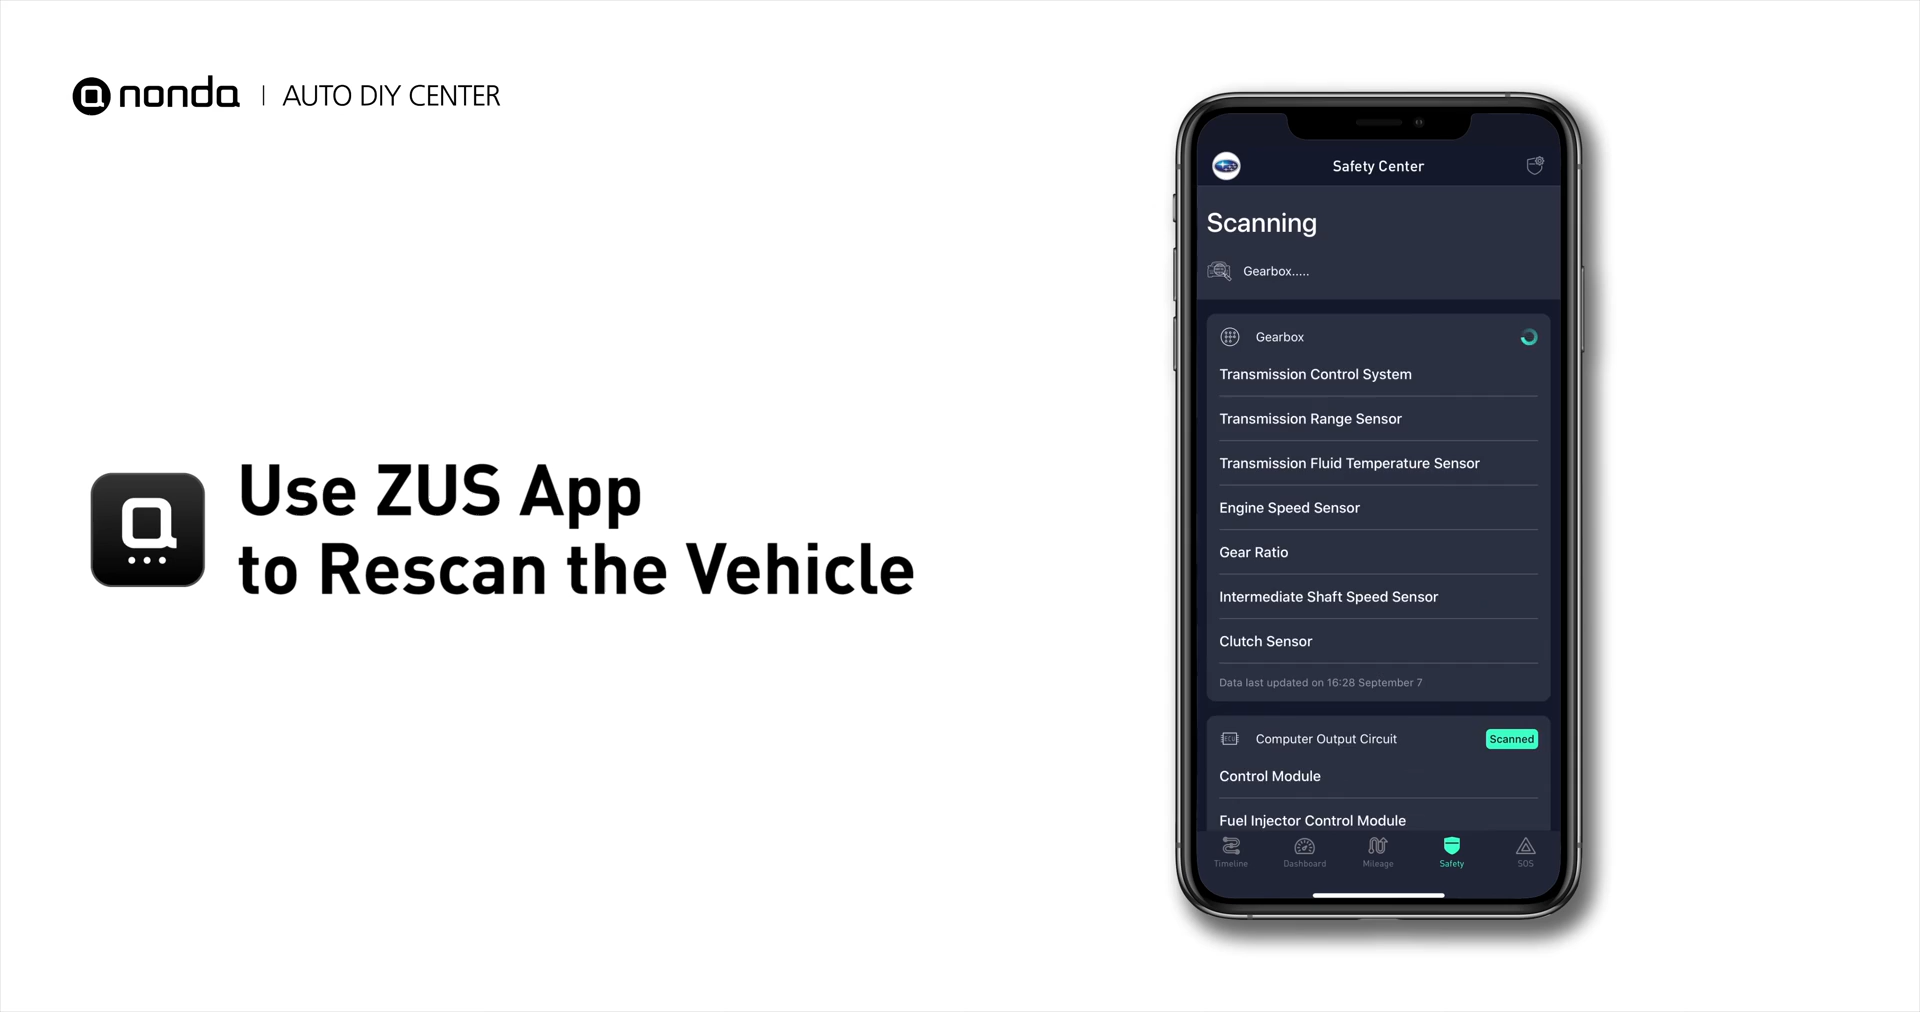 nonda | AUTO DIY CENTER
Use ZUS App
to Rescan the Vehicle
Safety Center
Scanning
Gearbox.....
Gearbox
Transmission Control System
Transmission Range Sensor
Transmission Fluid Temperature Sensor
Engine Speed Sensor
Gear Ratio
Intermediate Shaft Speed Sensor
Clutch Sensor
Data last updated on 16:28 September 7
ECU
Computer Output Circuit
Scanned
Control Module
Fuel Injector Control Module
Timeline
Dashboard
Mileage
Safety
SOS